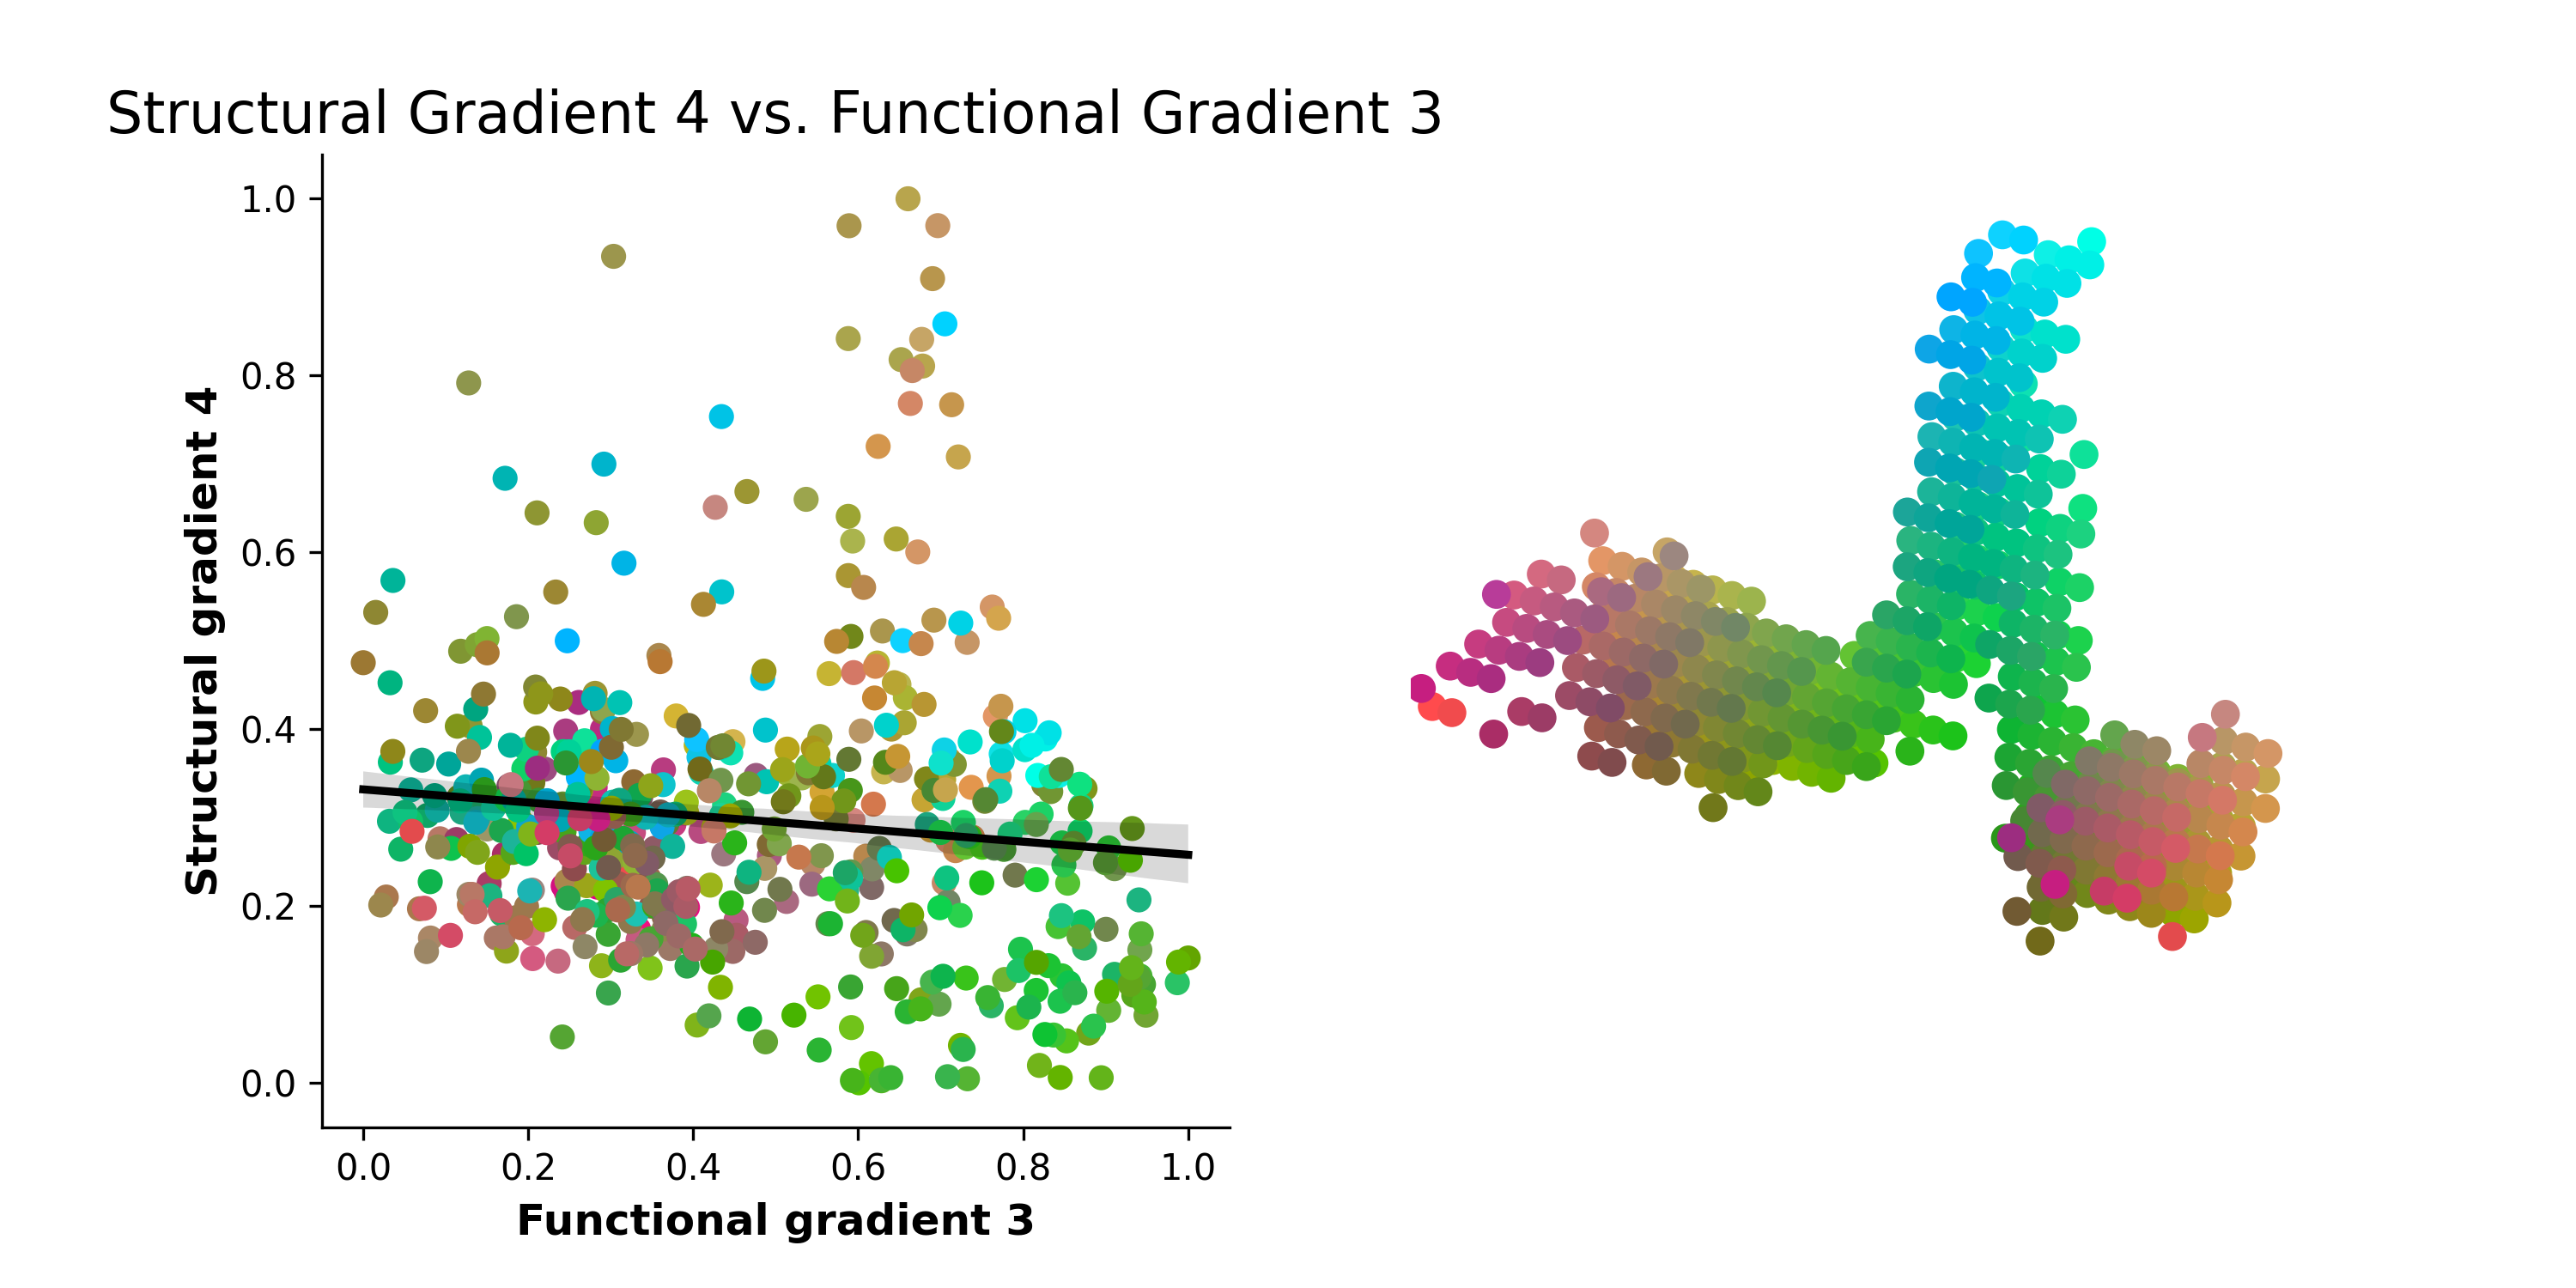 Structural Gradient 4 vs. Functional Gradient 3
1.0
0.8
0.6
0.4
0.2
0.0
Structural gradient 4
0.0 0.2 0.4 0.6 0.8 1.0
Functional gradient 3